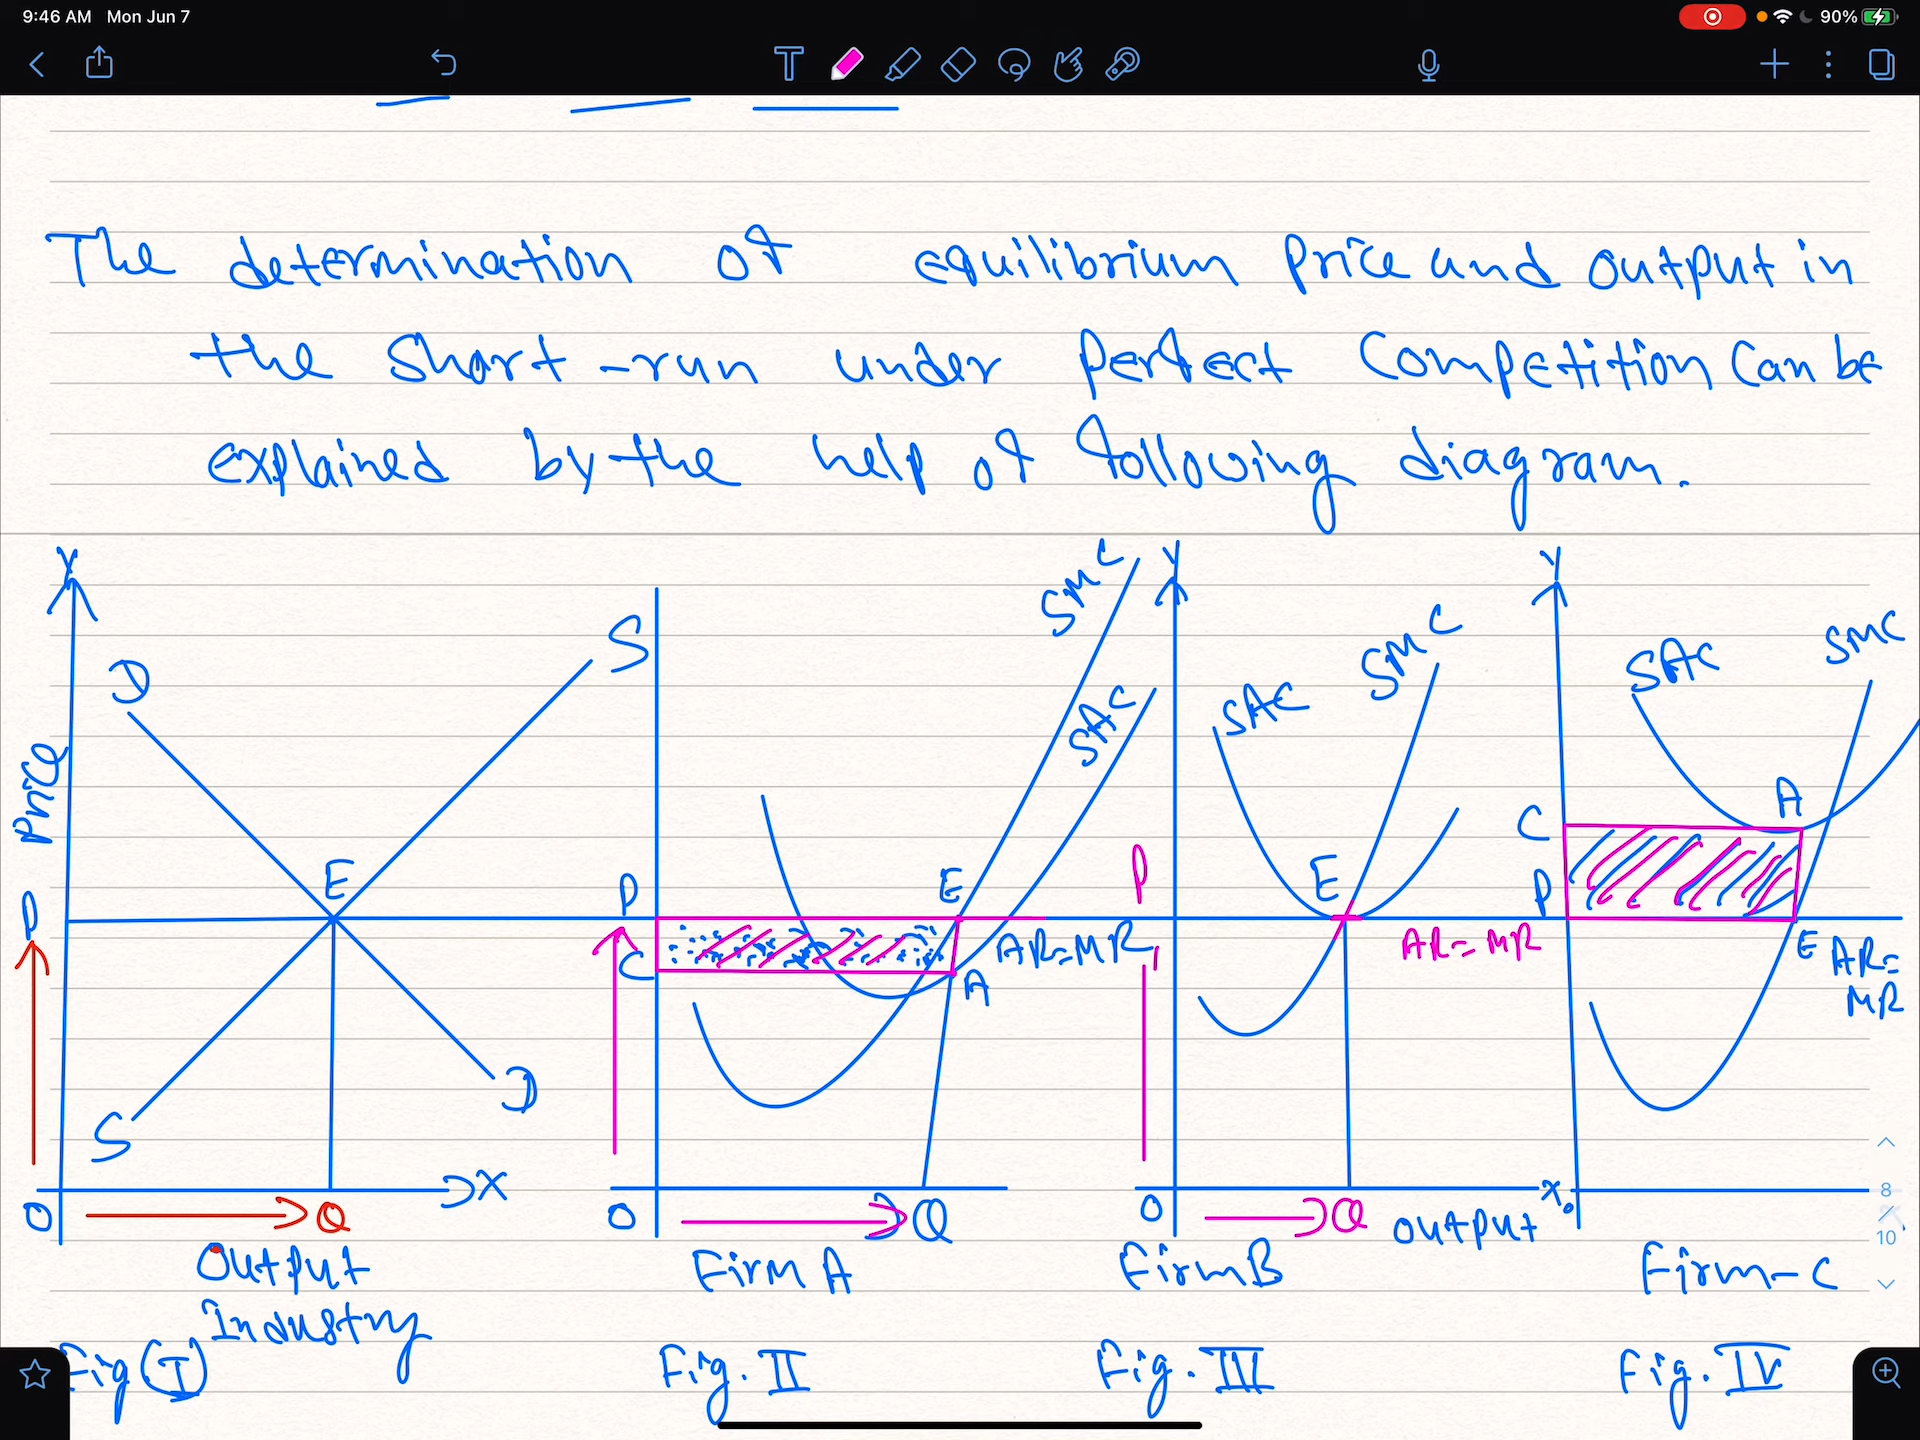 9:46 AM Mon Jun 7
90%
The determination of equilibrium price and output in
the short-run under perfect competition can be
explained by the help of following diagram.
Y
SMC
Y
Y
D
S
SAC
SAC
SMC
SAC
SMC
Price
P
E
P
E
P
E
C
A
P
C
A
AR=MR
AR=MR
E
AR=
MR
S
D
X
X
O
Q
O
Q
O
Q
output
8
10
Output
Industry
Firm A
Firm B
Firm-C
Fig (I)
Fig. II
Fig. III
Fig. IV